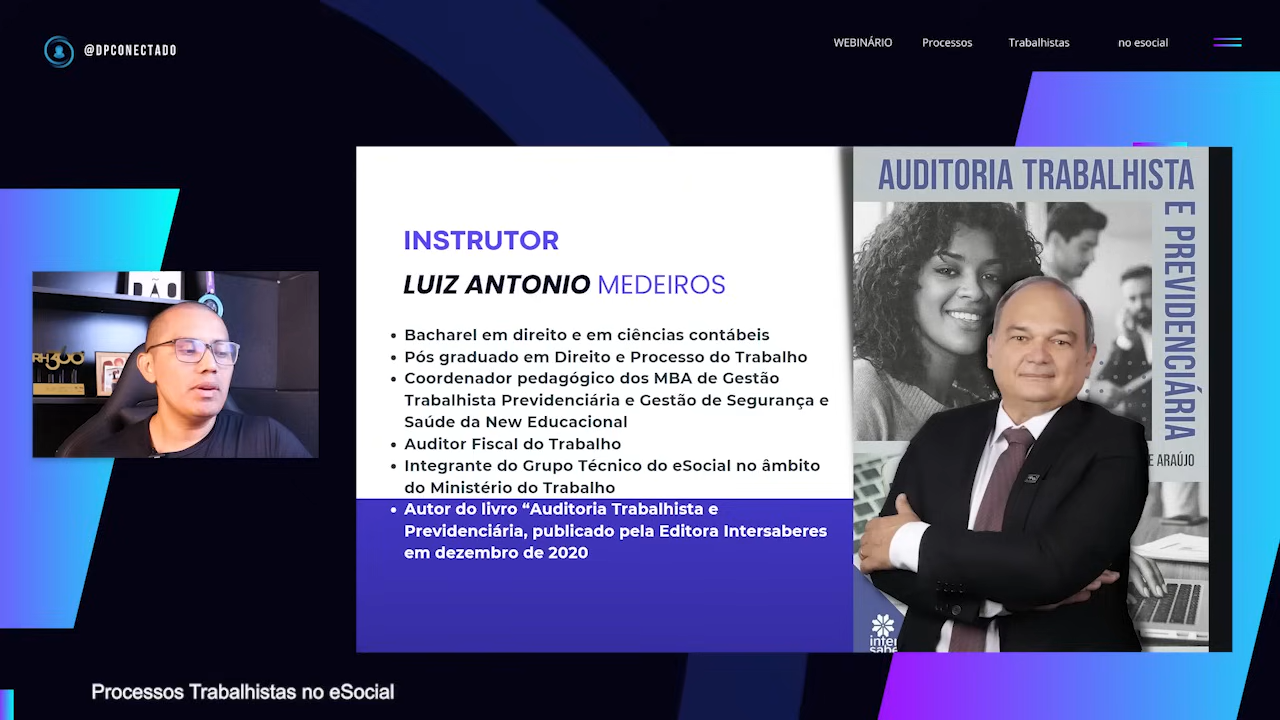 @DPCONECTADO
WEBINÁRIO Processos Trabalhistas no esocial
AUDITORIA TRABALHISTA
E PREVIDENCIÁRIA
INSTRUTOR
LUIZ ANTONIO MEDEIROS
• Bacharel em direito e em ciências contábeis
• Pós graduado em Direito e Processo do Trabalho
• Coordenador pedagógico dos MBA de Gestão
Trabalhista Previdenciária e Gestão de Segurança e
Saúde da New Educacional
• Auditor Fiscal do Trabalho
• Integrante do Grupo Técnico do eSocial no âmbito
do Ministério do Trabalho
• Autor do livro “Auditoria Trabalhista e
Previdenciária, publicado pela Editora Intersaberes
em dezembro de 2020
E ARAÚJO
RH300
inter
sabe
Processos Trabalhistas no eSocial